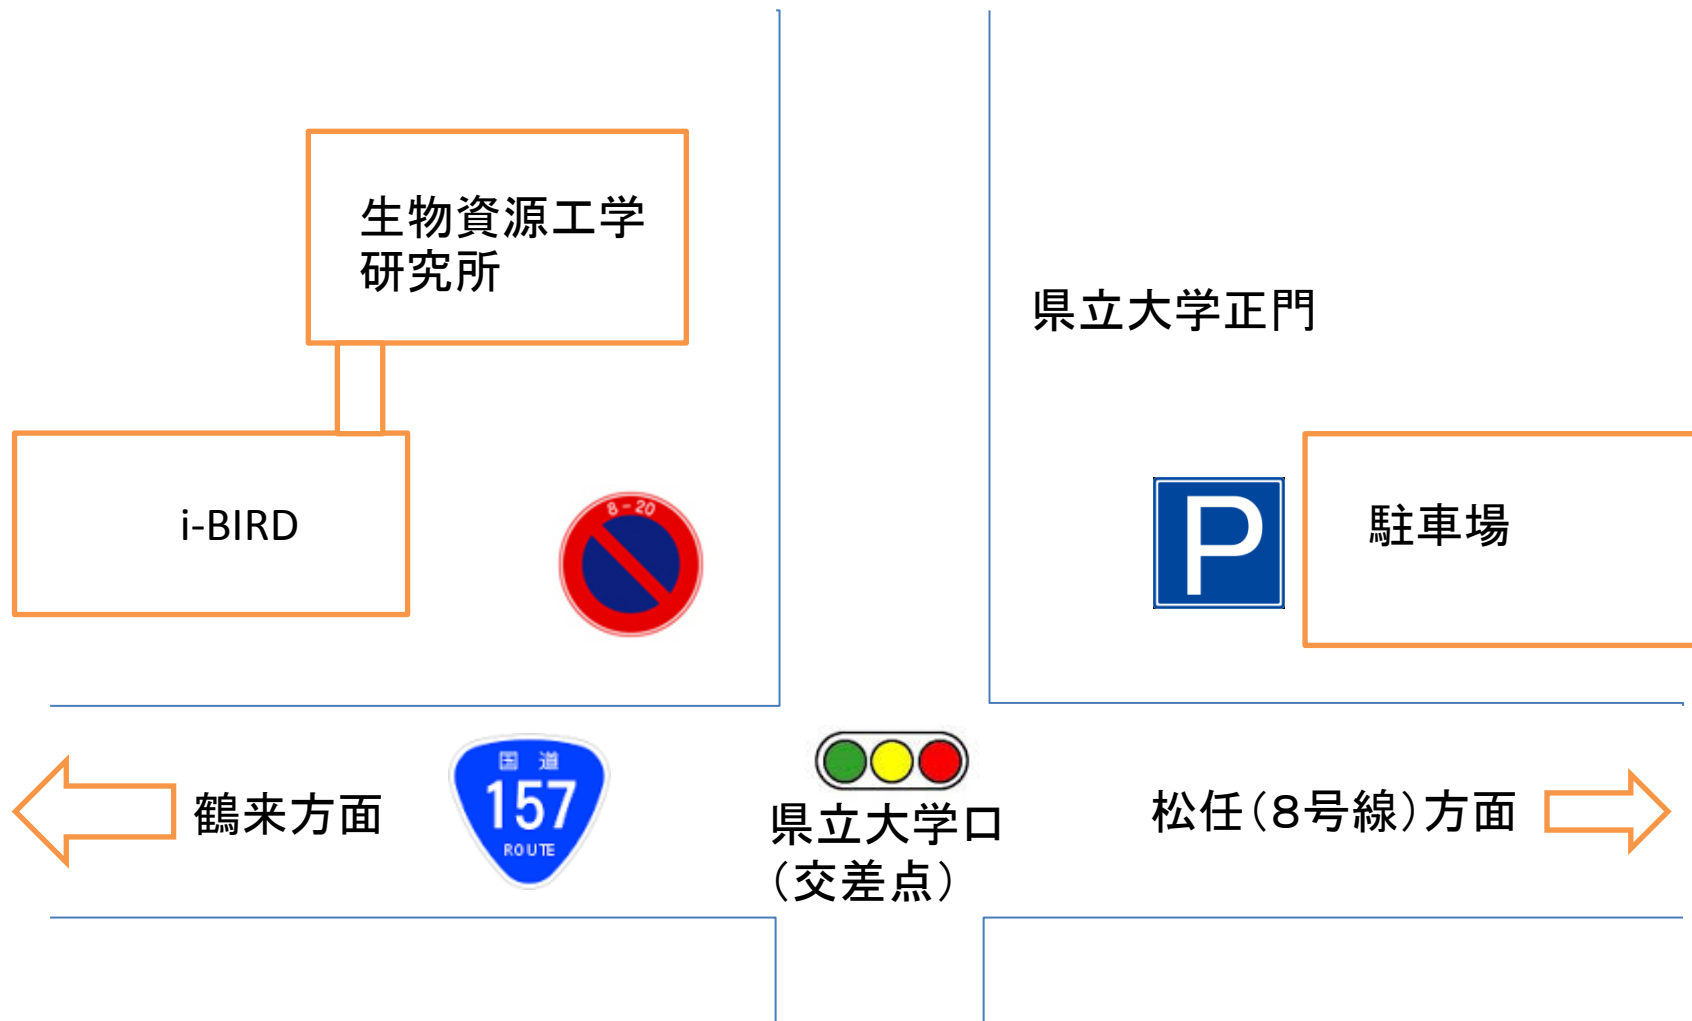 生物資源工学
研究所
県立大学正門
i-BIRD
8-20
P
駐車場
鶴来方面
国道
157
ROUTE
県立大学口
（交差点）
松任（８号線）方面